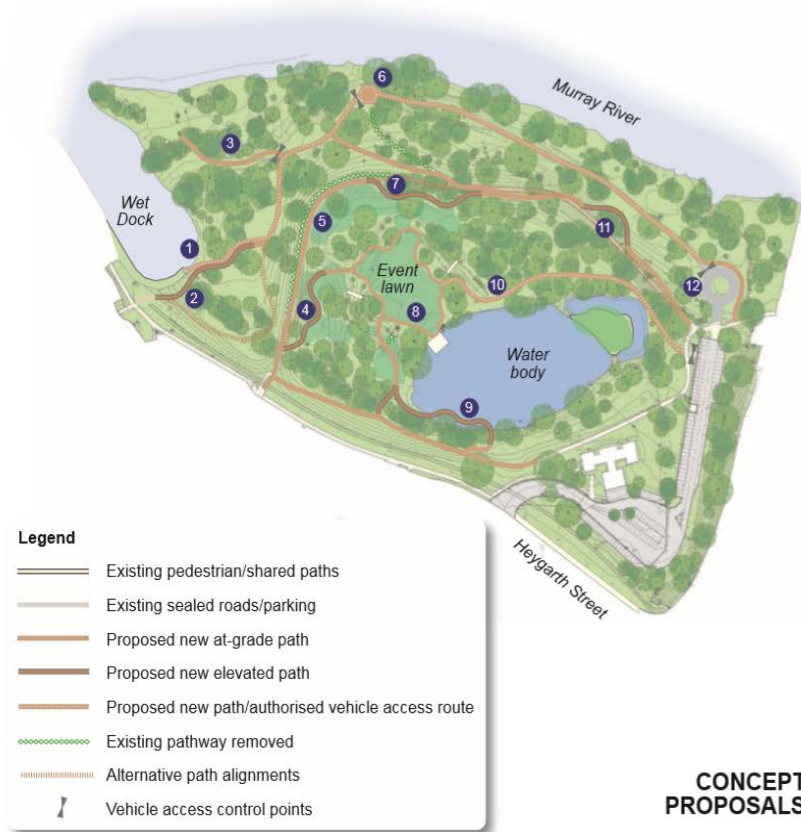 6
Murray River
3
Wet
Dock
7
5
1
11
Event
lawn
10
12
2
4
8
Water
body
9
Heygarth Street
Legend
Existing pedestrian/shared paths
Existing sealed roads/parking
Proposed new at-grade path
Proposed new elevated path
Proposed new path/authorised vehicle access route
Existing pathway removed
Alternative path alignments
Vehicle access control points
CONCEPT
PROPOSALS